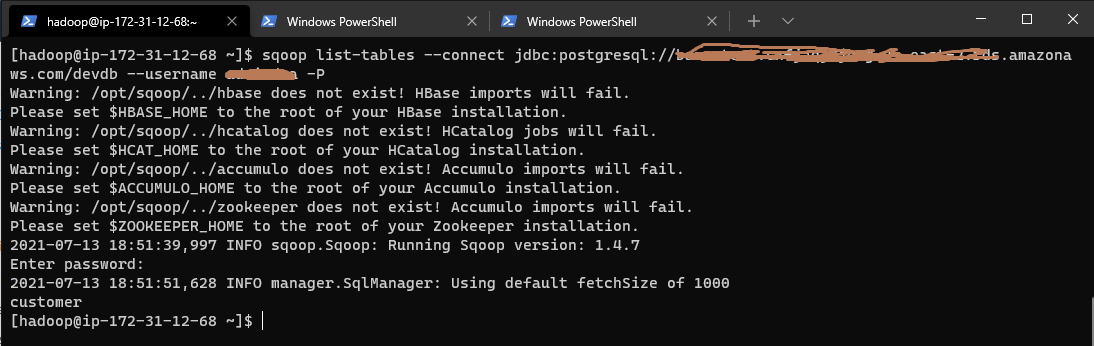 hadoop@ip-172-31-12-68:~
Windows PowerShell
Windows PowerShell
[hadoop@ip-172-31-12-68 ~]$ sqoop list-tables --connect jdbc:postgresql://.amazona
ws.com/devdb --username -P
Warning: /opt/sqoop/../hbase does not exist! HBase imports will fail.
Please set $HBASE_HOME to the root of your HBase installation.
Warning: /opt/sqoop/../hcatalog does not exist! HCatalog jobs will fail.
Please set $HCAT_HOME to the root of your HCatalog installation.
Warning: /opt/sqoop/../accumulo does not exist! Accumulo imports will fail.
Please set $ACCUMULO_HOME to the root of your Accumulo installation.
Warning: /opt/sqoop/../zookeeper does not exist! Accumulo imports will fail.
Please set $ZOOKEEPER_HOME to the root of your Zookeeper installation.
2021-07-13 18:51:39,997 INFO sqoop.Sqoop: Running Sqoop version: 1.4.7
Enter password:
2021-07-13 18:51:51,628 INFO manager.SqlManager: Using default fetchSize of 1000
customer
[hadoop@ip-172-31-12-68 ~]$